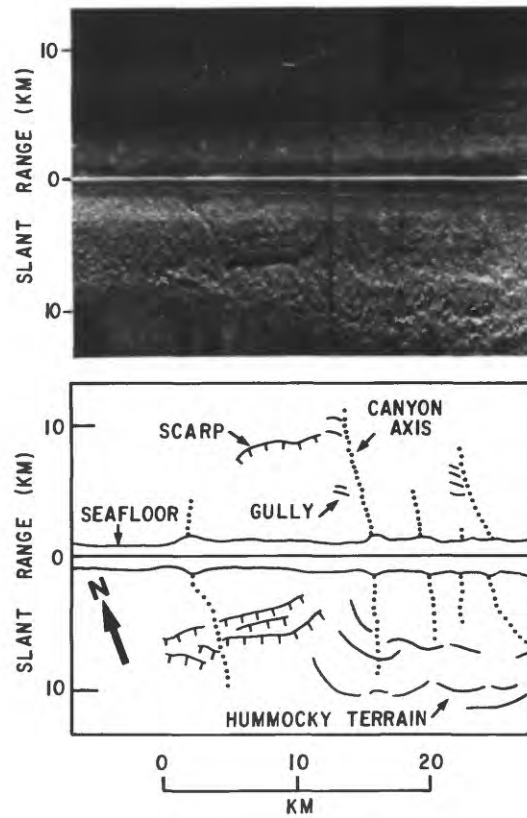 10
0
10
SLANT RANGE (KM)
10
0
10
SLANT RANGE (KM)
SCARP
CANYON
AXIS
GULLY
SEAFLOOR
N
HUMMOCKY TERRAIN
0 10 20
KM